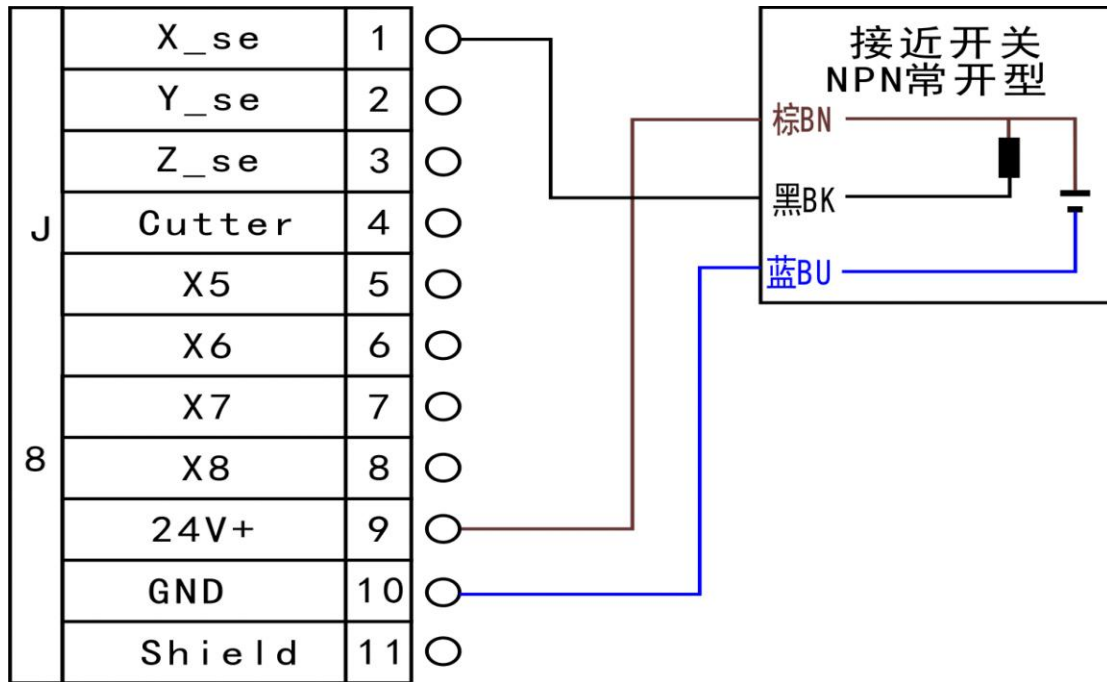 X_se 1
Y_se 2
Z_se 3
J
Cutter 4
X5 5
X6 6
X7 7
8
X8 8
24V+ 9
GND 10
Shield 11
接近开关
NPN常开型
棕BN
黑BK
蓝BU